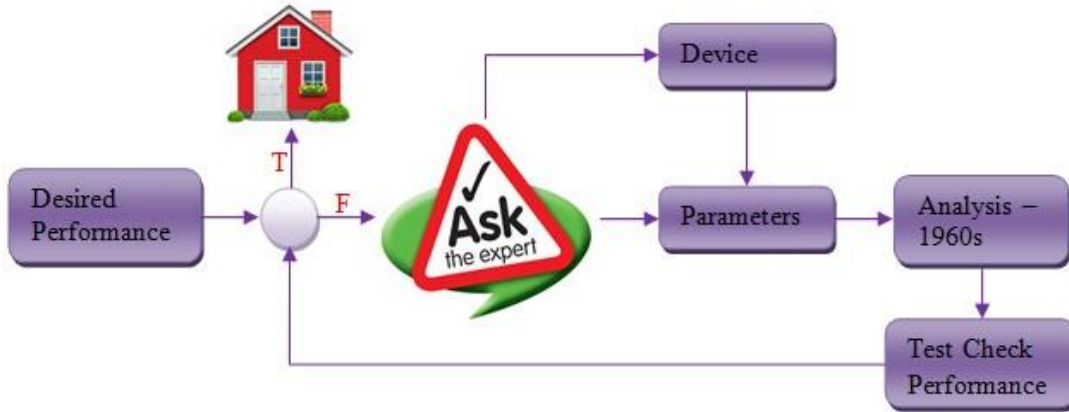 Device
T
Desired
Performance
F
Ask
the expert
Parameters
Analysis –
1960s
Test Check
Performance